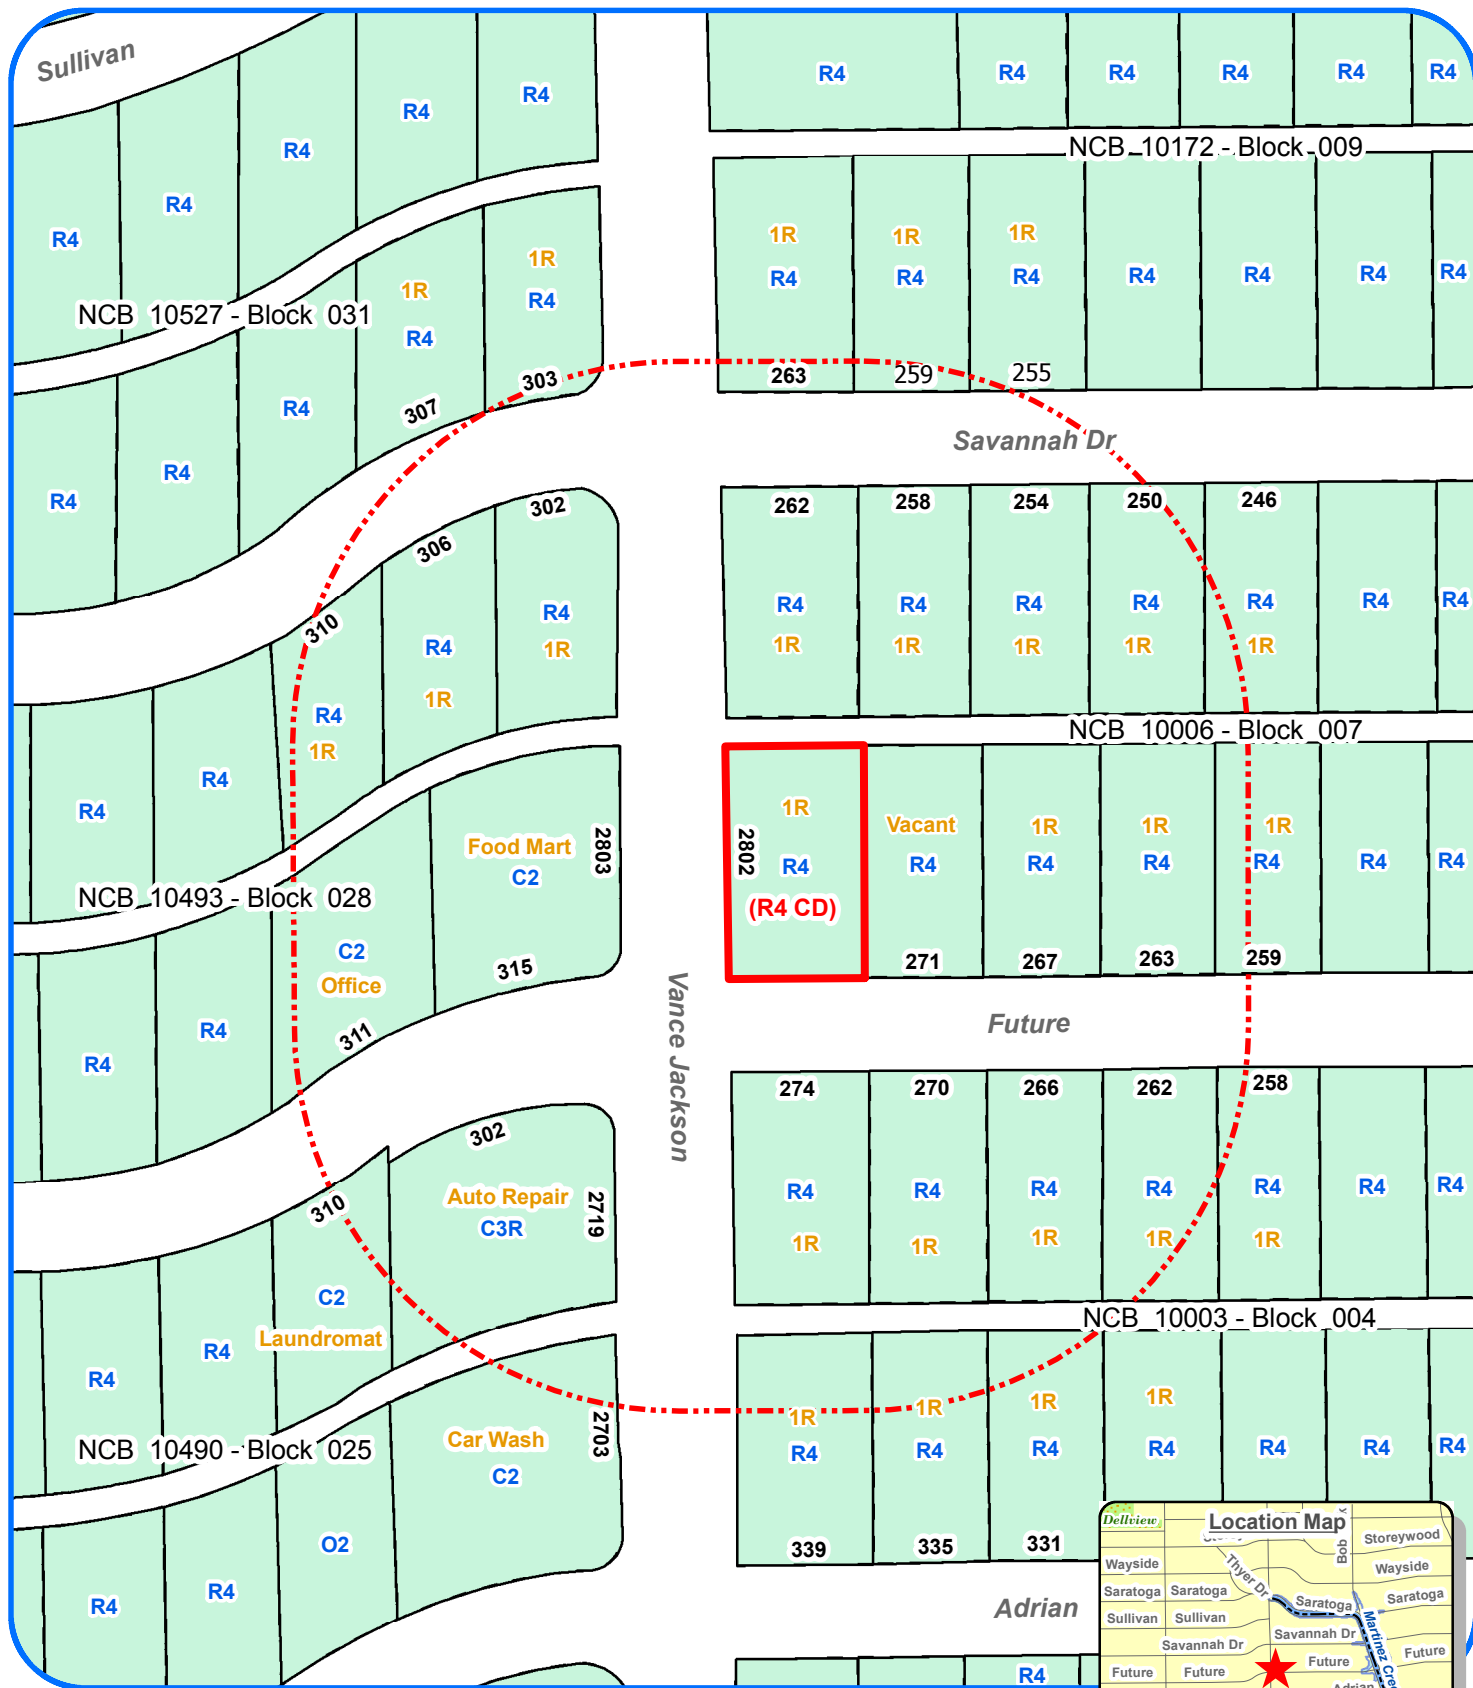 Sullivan
R4
R4
R4
R4
R4
R4
R4
R4
R4
R4
R4
NCB 10172 - Block 009
1R
1R
1R
R4
R4
R4
R4
R4
R4
R4
263
259
255
1R
R4
303
1R
R4
307
NCB 10527 - Block 031
R4
R4
R4
Savannah Dr
302
306
310
R4
1R
R4
1R
R4
1R
R4
R4
262
258
254
250
246
R4
R4
R4
R4
R4
R4
R4
1R
1R
1R
1R
1R
NCB 10006 - Block 007
Food Mart
C2
2803
315
NCB 10493 - Block 028
C2
Office
311
R4
R4
2802
1R
R4
(R4 CD)
Vacant
R4
271
1R
R4
267
1R
R4
263
1R
R4
259
R4
R4
Vance Jackson
Future
302
Auto Repair
C3R
2719
310
C2
Laundromat
R4
R4
274
270
266
262
258
R4
R4
R4
R4
R4
R4
R4
1R
1R
1R
1R
1R
NCB 10003 - Block 004
NCB 10490 - Block 025
Car Wash
C2
2703
O2
R4
R4
1R
1R
1R
1R
R4
R4
R4
R4
R4
R4
R4
339
335
331
Adrian
R4
Dellview
Location Map
Bob
Storeywood
Wayside
Thyer Dr
Wayside
Saratoga
Saratoga
Saratoga
Saratoga
Sullivan
Sullivan
Martinez
Savannah Dr
Savannah Dr
Future
Future
Future
Future
Adrian